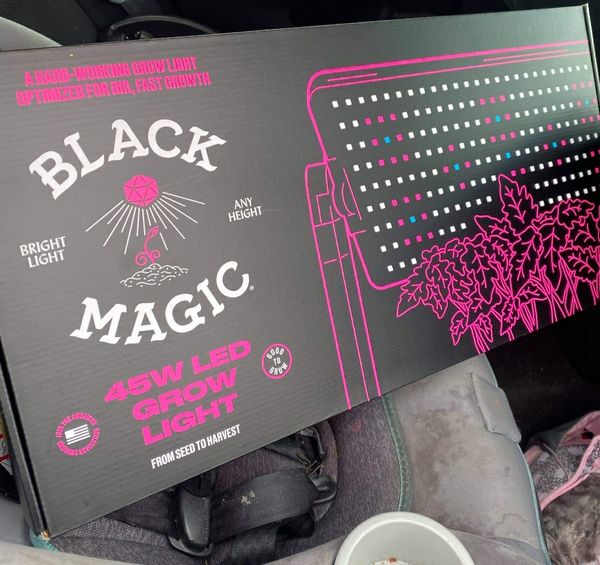 A HARD-WORKING GROW LIGHT
OPTIMIZED FOR BIG, FAST GROWTH
BLACK
BRIGHT
LIGHT
ANY
HEIGHT
MAGIC
45W LED
GROW
LIGHT
GOOD
TO
GROW
FROM SEED TO HARVEST